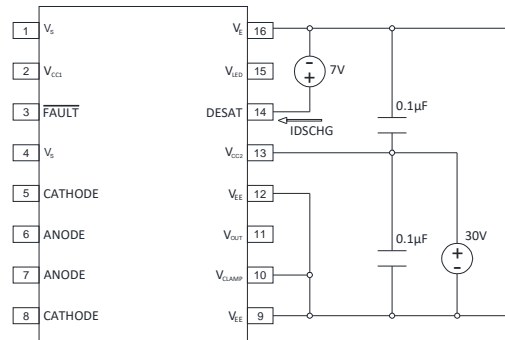 1 VS VE 16
2 VCC1 VLED 15
3 FAULT DESAT 14
4 VS VCC2 13
5 CATHODE VEE 12
6 ANODE VOUT 11
7 ANODE VCLAMP 10
8 CATHODE VEE 9
- + 7V
IDSCHG
0.1µF
0.1µF
+ - 30V